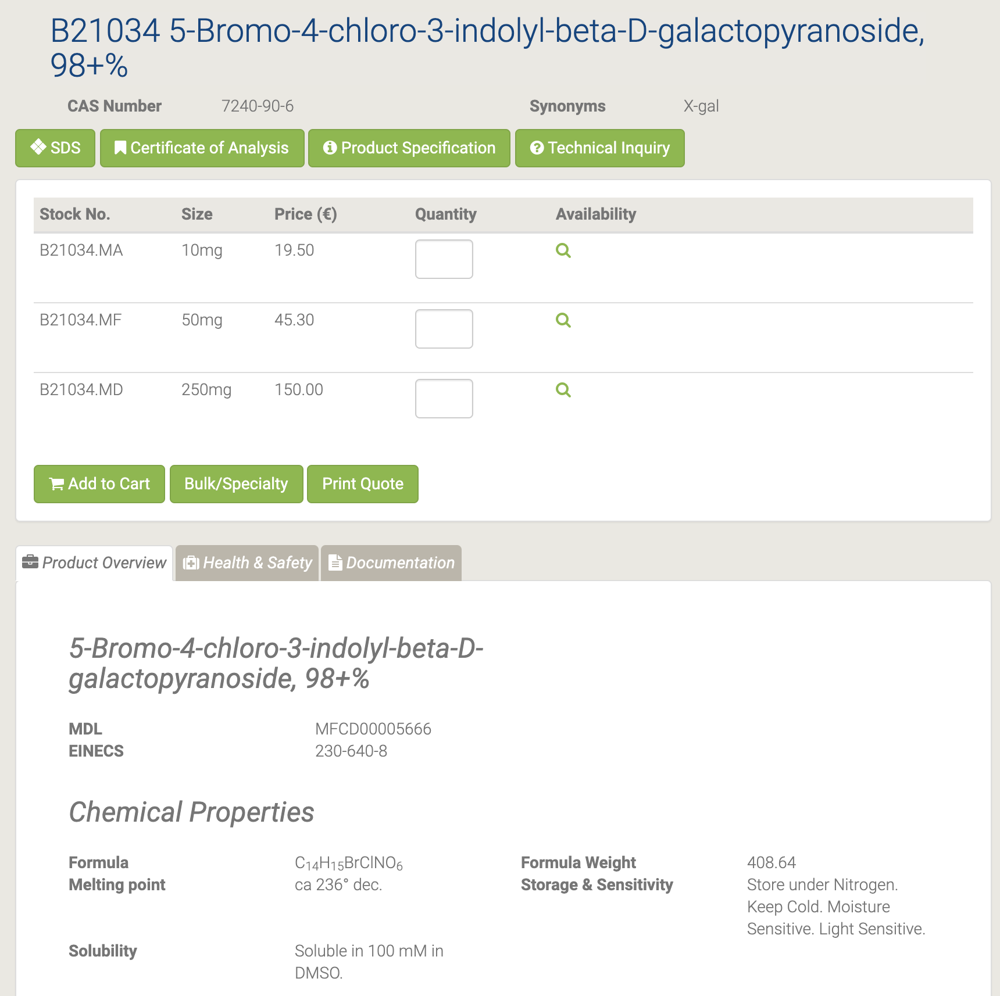 B21034 5-Bromo-4-chloro-3-indolyl-beta-D-galactopyranoside,
98+%
CAS Number 7240-90-6 Synonyms X-gal
SDS Certificate of Analysis Product Specification Technical Inquiry
Stock No. Size Price (€) Quantity Availability
B21034.MA 10mg 19.50
B21034.MF 50mg 45.30
B21034.MD 250mg 150.00
Add to Cart Bulk/Specialty Print Quote
Product Overview Health & Safety Documentation
5-Bromo-4-chloro-3-indolyl-beta-D-
galactopyranoside, 98+%
MDL MFCD00005666
EINECS 230-640-8
Chemical Properties
Formula C₁₄H₁₅BrClNO₆ Formula Weight 408.64
Melting point ca 236° dec. Storage & Sensitivity Store under Nitrogen.
Keep Cold. Moisture
Sensitive. Light Sensitive.
Solubility Soluble in 100 mM in
DMSO.